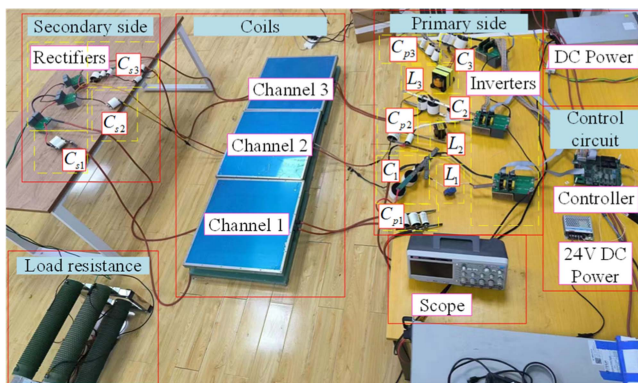 Secondary side
Coils
Primary side
Rectifiers
Cs3
Cs2
Cs1
Channel 3
Channel 2
Channel 1
Cp3
C3
L3
Inverters
C2
Cp2
L2
C1
L1
Cp1
DC Power
Control
circuit
Controller
24V DC
Power
Scope
Load resistance